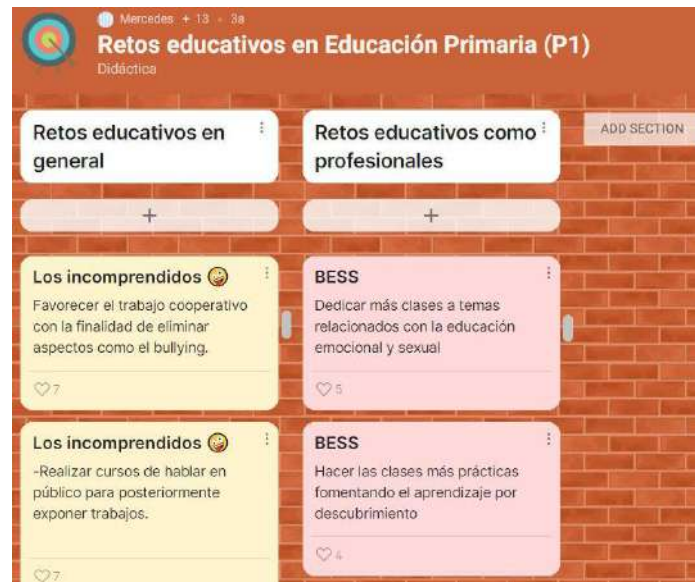 Mercedes + 13 • 3a
Retos educativos en Educación Primaria (P1)
Didáctica
Retos educativos en
general
Retos educativos como
profesionales
ADD SECTION
+
+
Los incomprendidos
Favorecer el trabajo cooperativo
con la finalidad de eliminar
aspectos como el bullying.
7
BESS
Dedicar más clases a temas
relacionados con la educación
emocional y sexual
5
Los incomprendidos
-Realizar cursos de hablar en
público para posteriormente
exponer trabajos.
7
BESS
Hacer las clases más prácticas
fomentando el aprendizaje por
descubrimiento
4